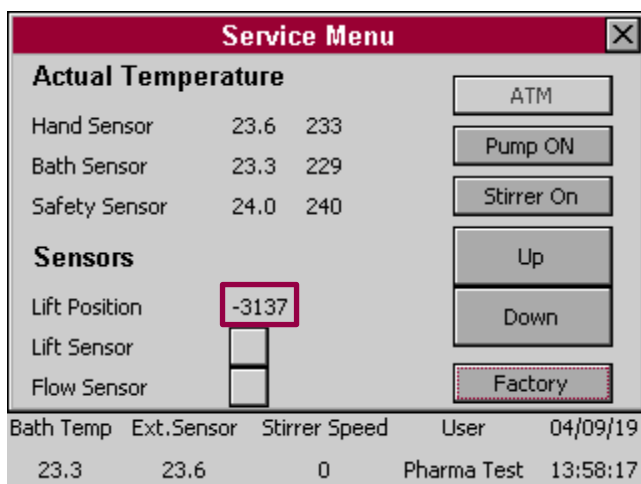 Service Menu
Actual Temperature
Hand Sensor 23.6 233
Bath Sensor 23.3 229
Safety Sensor 24.0 240
Sensors
Lift Position -3137
Lift Sensor
Flow Sensor
ATM
Pump ON
Stirrer On
Up
Down
Factory
Bath Temp Ext.Sensor Stirrer Speed User 04/09/19
23.3 23.6 0 Pharma Test 13:58:17